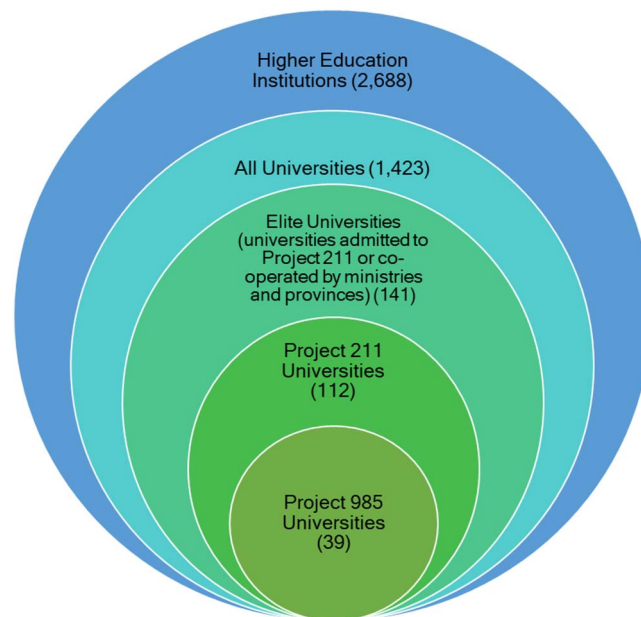 Higher Education
Institutions (2,688)
All Universities (1,423)
Elite Universities
(universities admitted to
Project 211 or co-
operated by ministries
and provinces) (141)
Project 211
Universities
(112)
Project 985
Universities
(39)